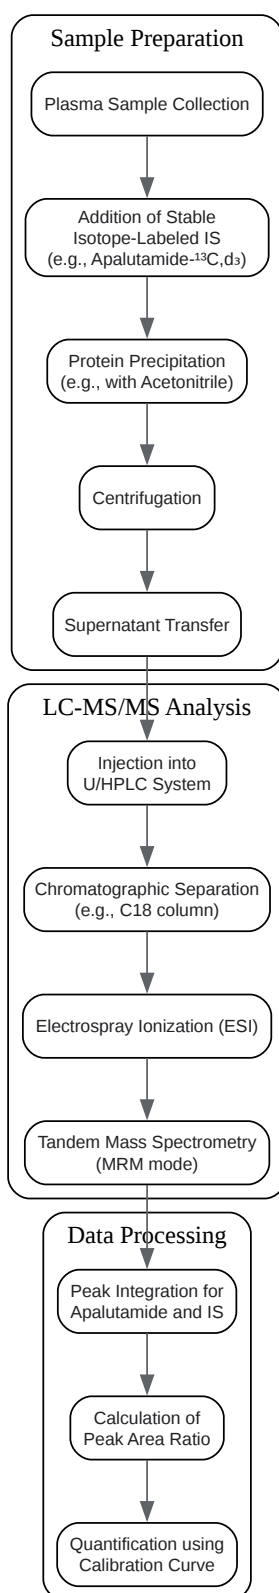 Sample Preparation
Plasma Sample Collection
Addition of Stable
Isotope-Labeled IS
(e.g., Apalutamide-¹³C,d₃)
Protein Precipitation
(e.g., with Acetonitrile)
Centrifugation
Supernatant Transfer
LC-MS/MS Analysis
Injection into
U/HPLC System
Chromatographic Separation
(e.g., C18 column)
Electrospray Ionization (ESI)
Tandem Mass Spectrometry
(MRM mode)
Data Processing
Peak Integration for
Apalutamide and IS
Calculation of
Peak Area Ratio
Quantification using
Calibration Curve